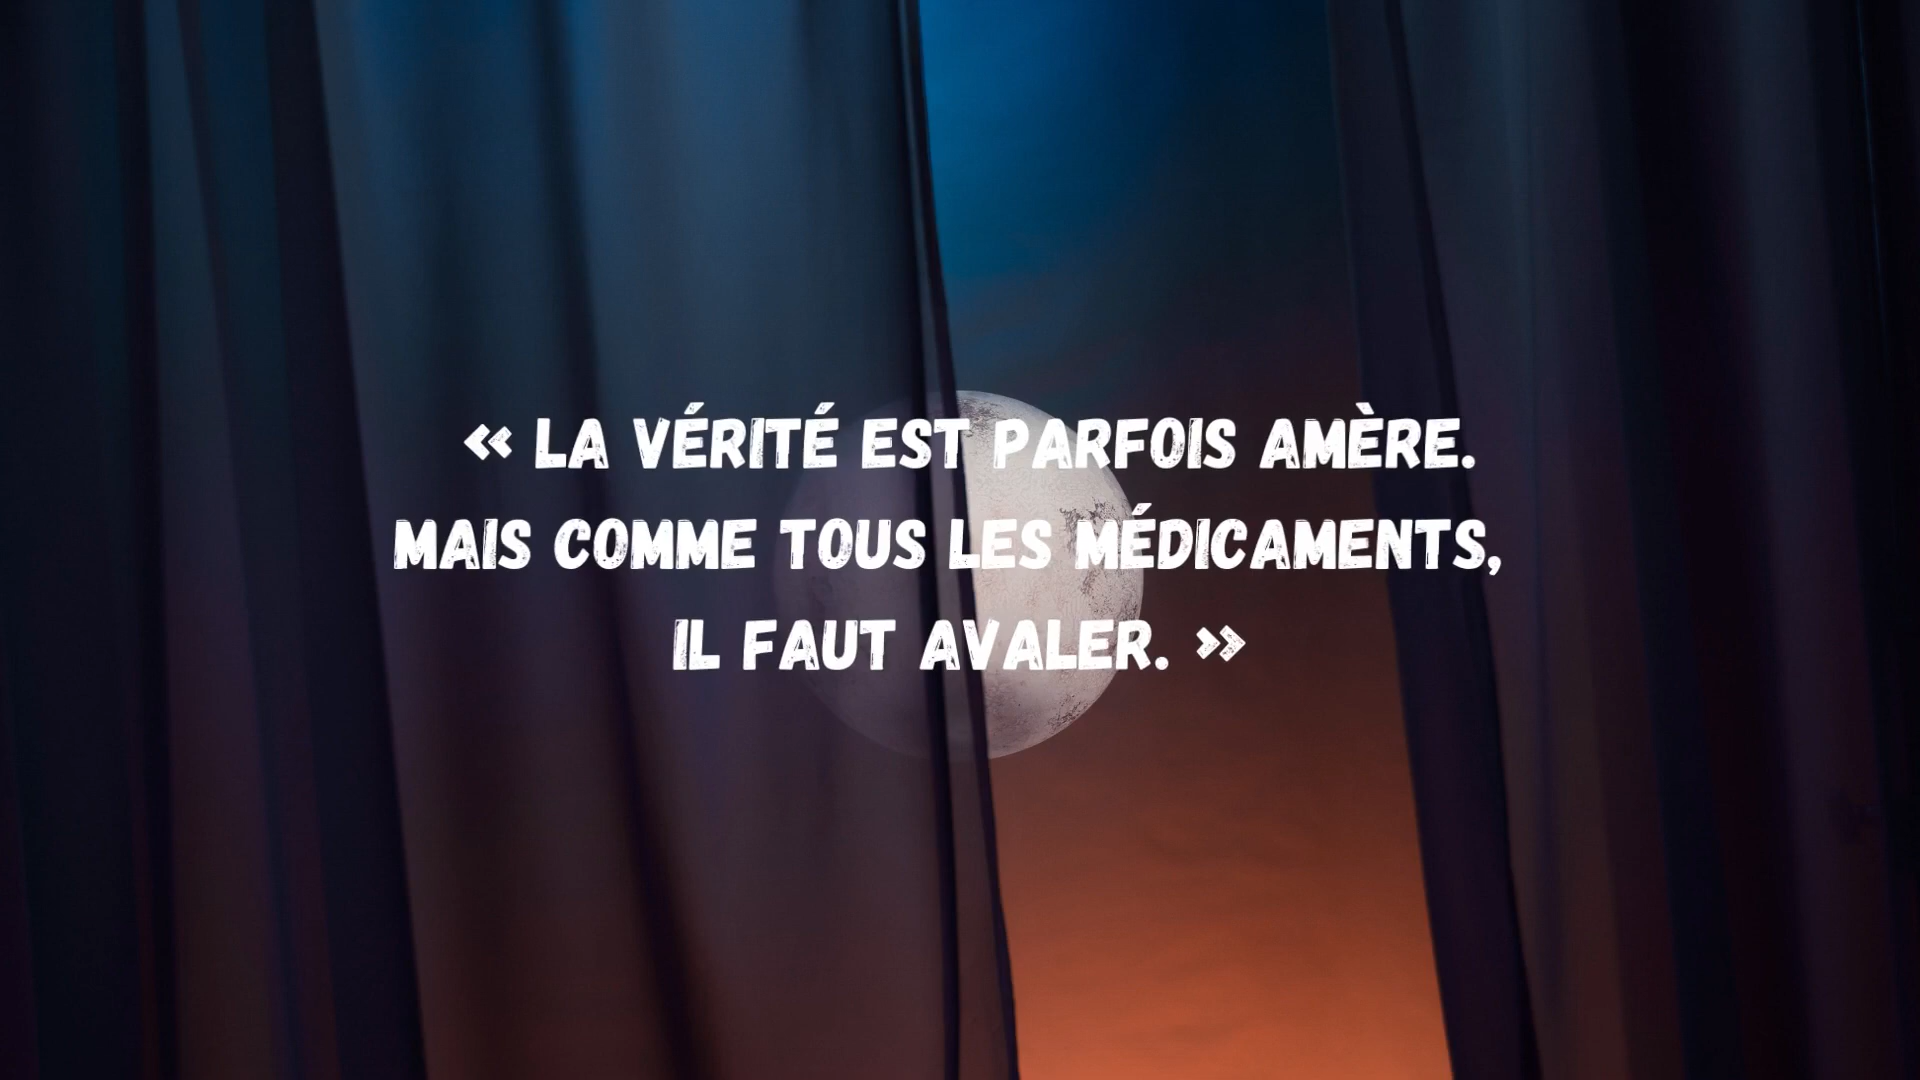 « LA VÉRITÉ EST PARFOIS AMÈRE.
MAIS COMME TOUS LES MÉDICAMENTS,
IL FAUT AVALER. »